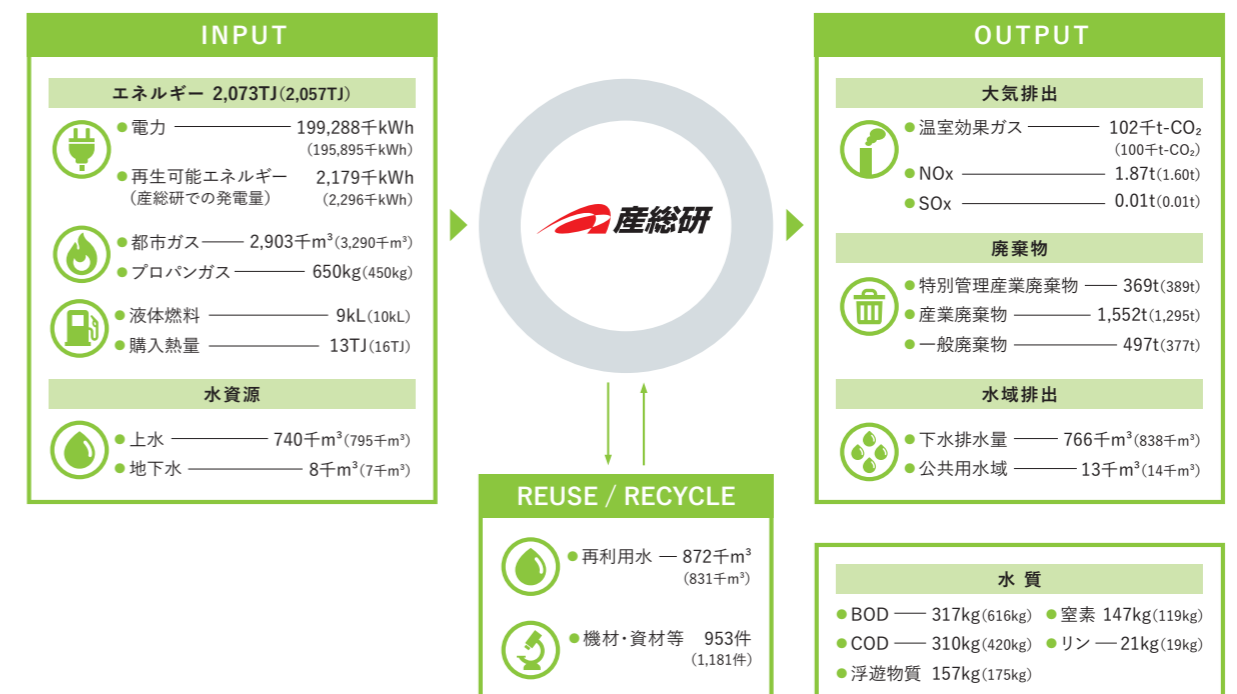 INPUT
エネルギー 2,073TJ(2,057TJ)
電力 199,288千kWh
(195,895千kWh)
再生可能エネルギー 2,179千kWh
(産総研での発電量) (2,296千kWh)
都市ガス 2,903千m³(3,290千m³)
プロパンガス 650kg(450kg)
液体燃料 9kL(10kL)
購入熱量 13TJ(16TJ)
水資源
上水 740千m³(795千m³)
地下水 8千m³(7千m³)
産総研
REUSE / RECYCLE
再利用水 872千m³
(831千m³)
機材・資材等 953件
(1,181件)
OUTPUT
大気排出
温室効果ガス 102千t-CO₂
(100千t-CO₂)
NOx 1.87t(1.60t)
SOx 0.01t(0.01t)
廃棄物
特別管理産業廃棄物 369t(389t)
産業廃棄物 1,552t(1,295t)
一般廃棄物 497t(377t)
水域排出
下水排水量 766千m³(838千m³)
公共用水域 13千m³(14千m³)
水質
BOD 317kg(616kg) 窒素 147kg(119kg)
COD 310kg(420kg) リン 21kg(19kg)
浮遊物質 157kg(175kg)